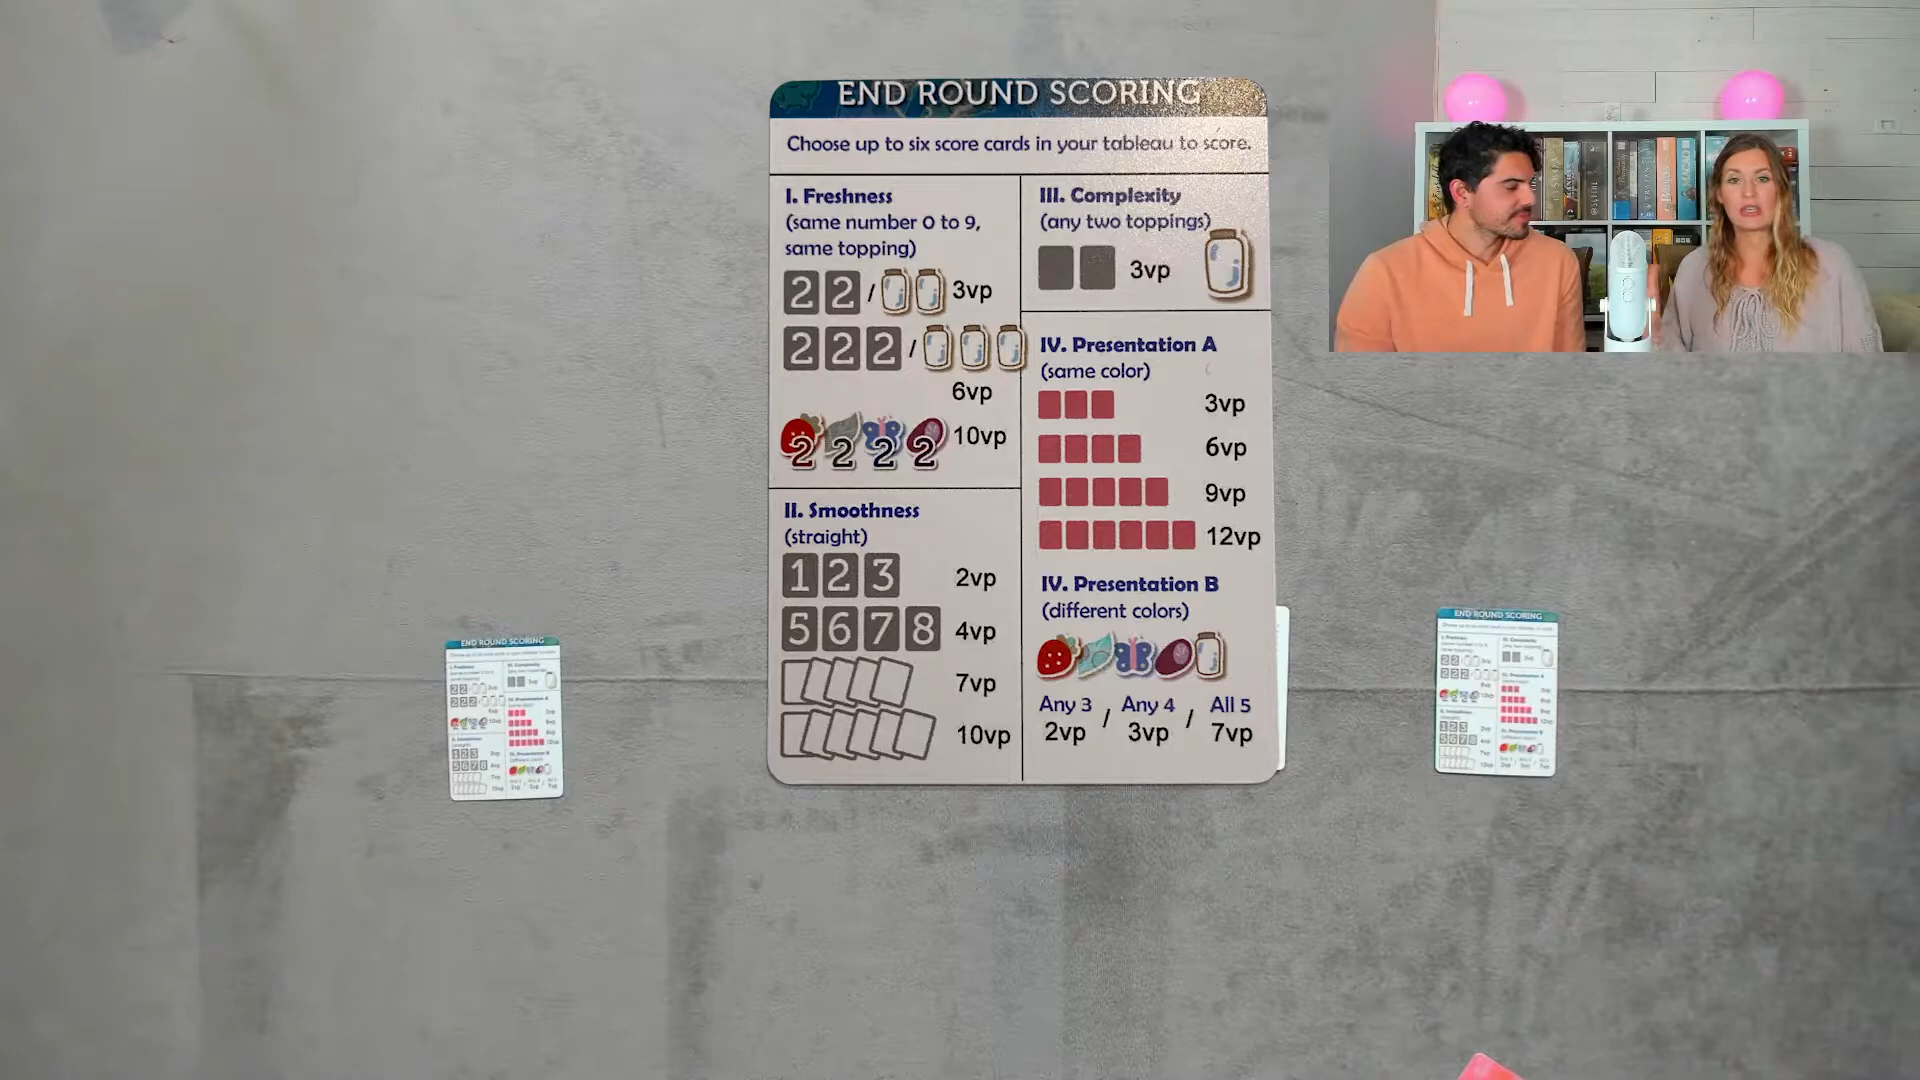 END ROUND SCORING
Choose up to six score cards in your tableau to score.
I. Freshness
(same number 0 to 9,
same topping)
2 2 / 3vp
2 2 2 /
6vp
2 2 2 2 10vp
II. Smoothness
(straight)
1 2 3 2vp
5 6 7 8 4vp
7vp
10vp
III. Complexity
(any two toppings)
3vp
IV. Presentation A
(same color)
3vp
6vp
9vp
12vp
IV. Presentation B
(different colors)
Any 3 / Any 4 / All 5
2vp 3vp 7vp
END ROUND SCORING
END ROUND SCORING
MACAO